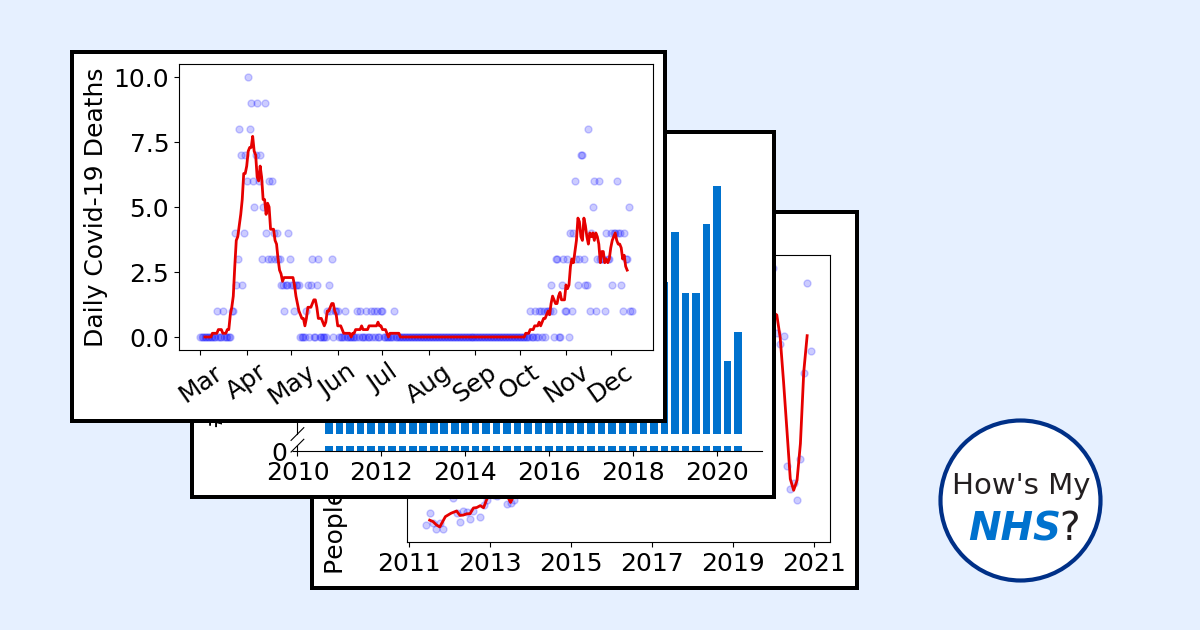 Daily Covid-19 Deaths
10.0
7.5
5.0
2.5
0.0
Mar Apr May Jun Jul Aug Sep Oct Nov Dec
0
2010 2012 2014 2016 2018 2020
People
2011 2013 2015 2017 2019 2021
How's My
NHS?